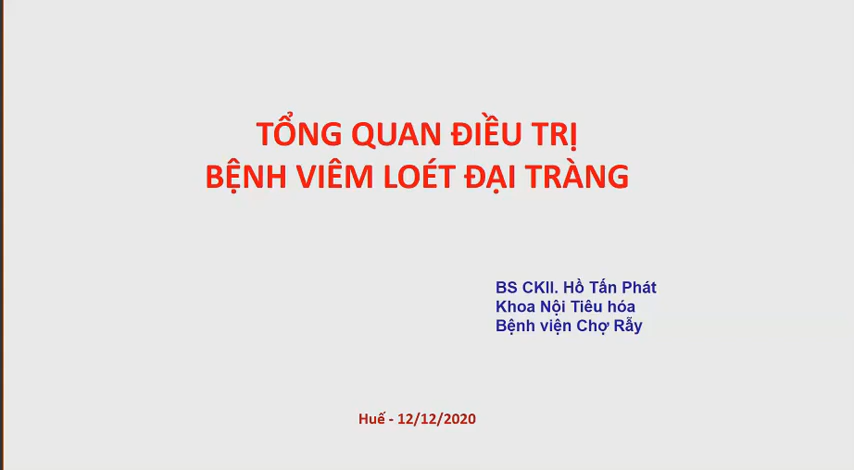 TỔNG QUAN ĐIỀU TRỊ
BỆNH VIÊM LOÉT ĐẠI TRÀNG
BS CKII. Hồ Tấn Phát
Khoa Nội Tiêu hóa
Bệnh viện Chợ Rẫy
Huế - 12/12/2020